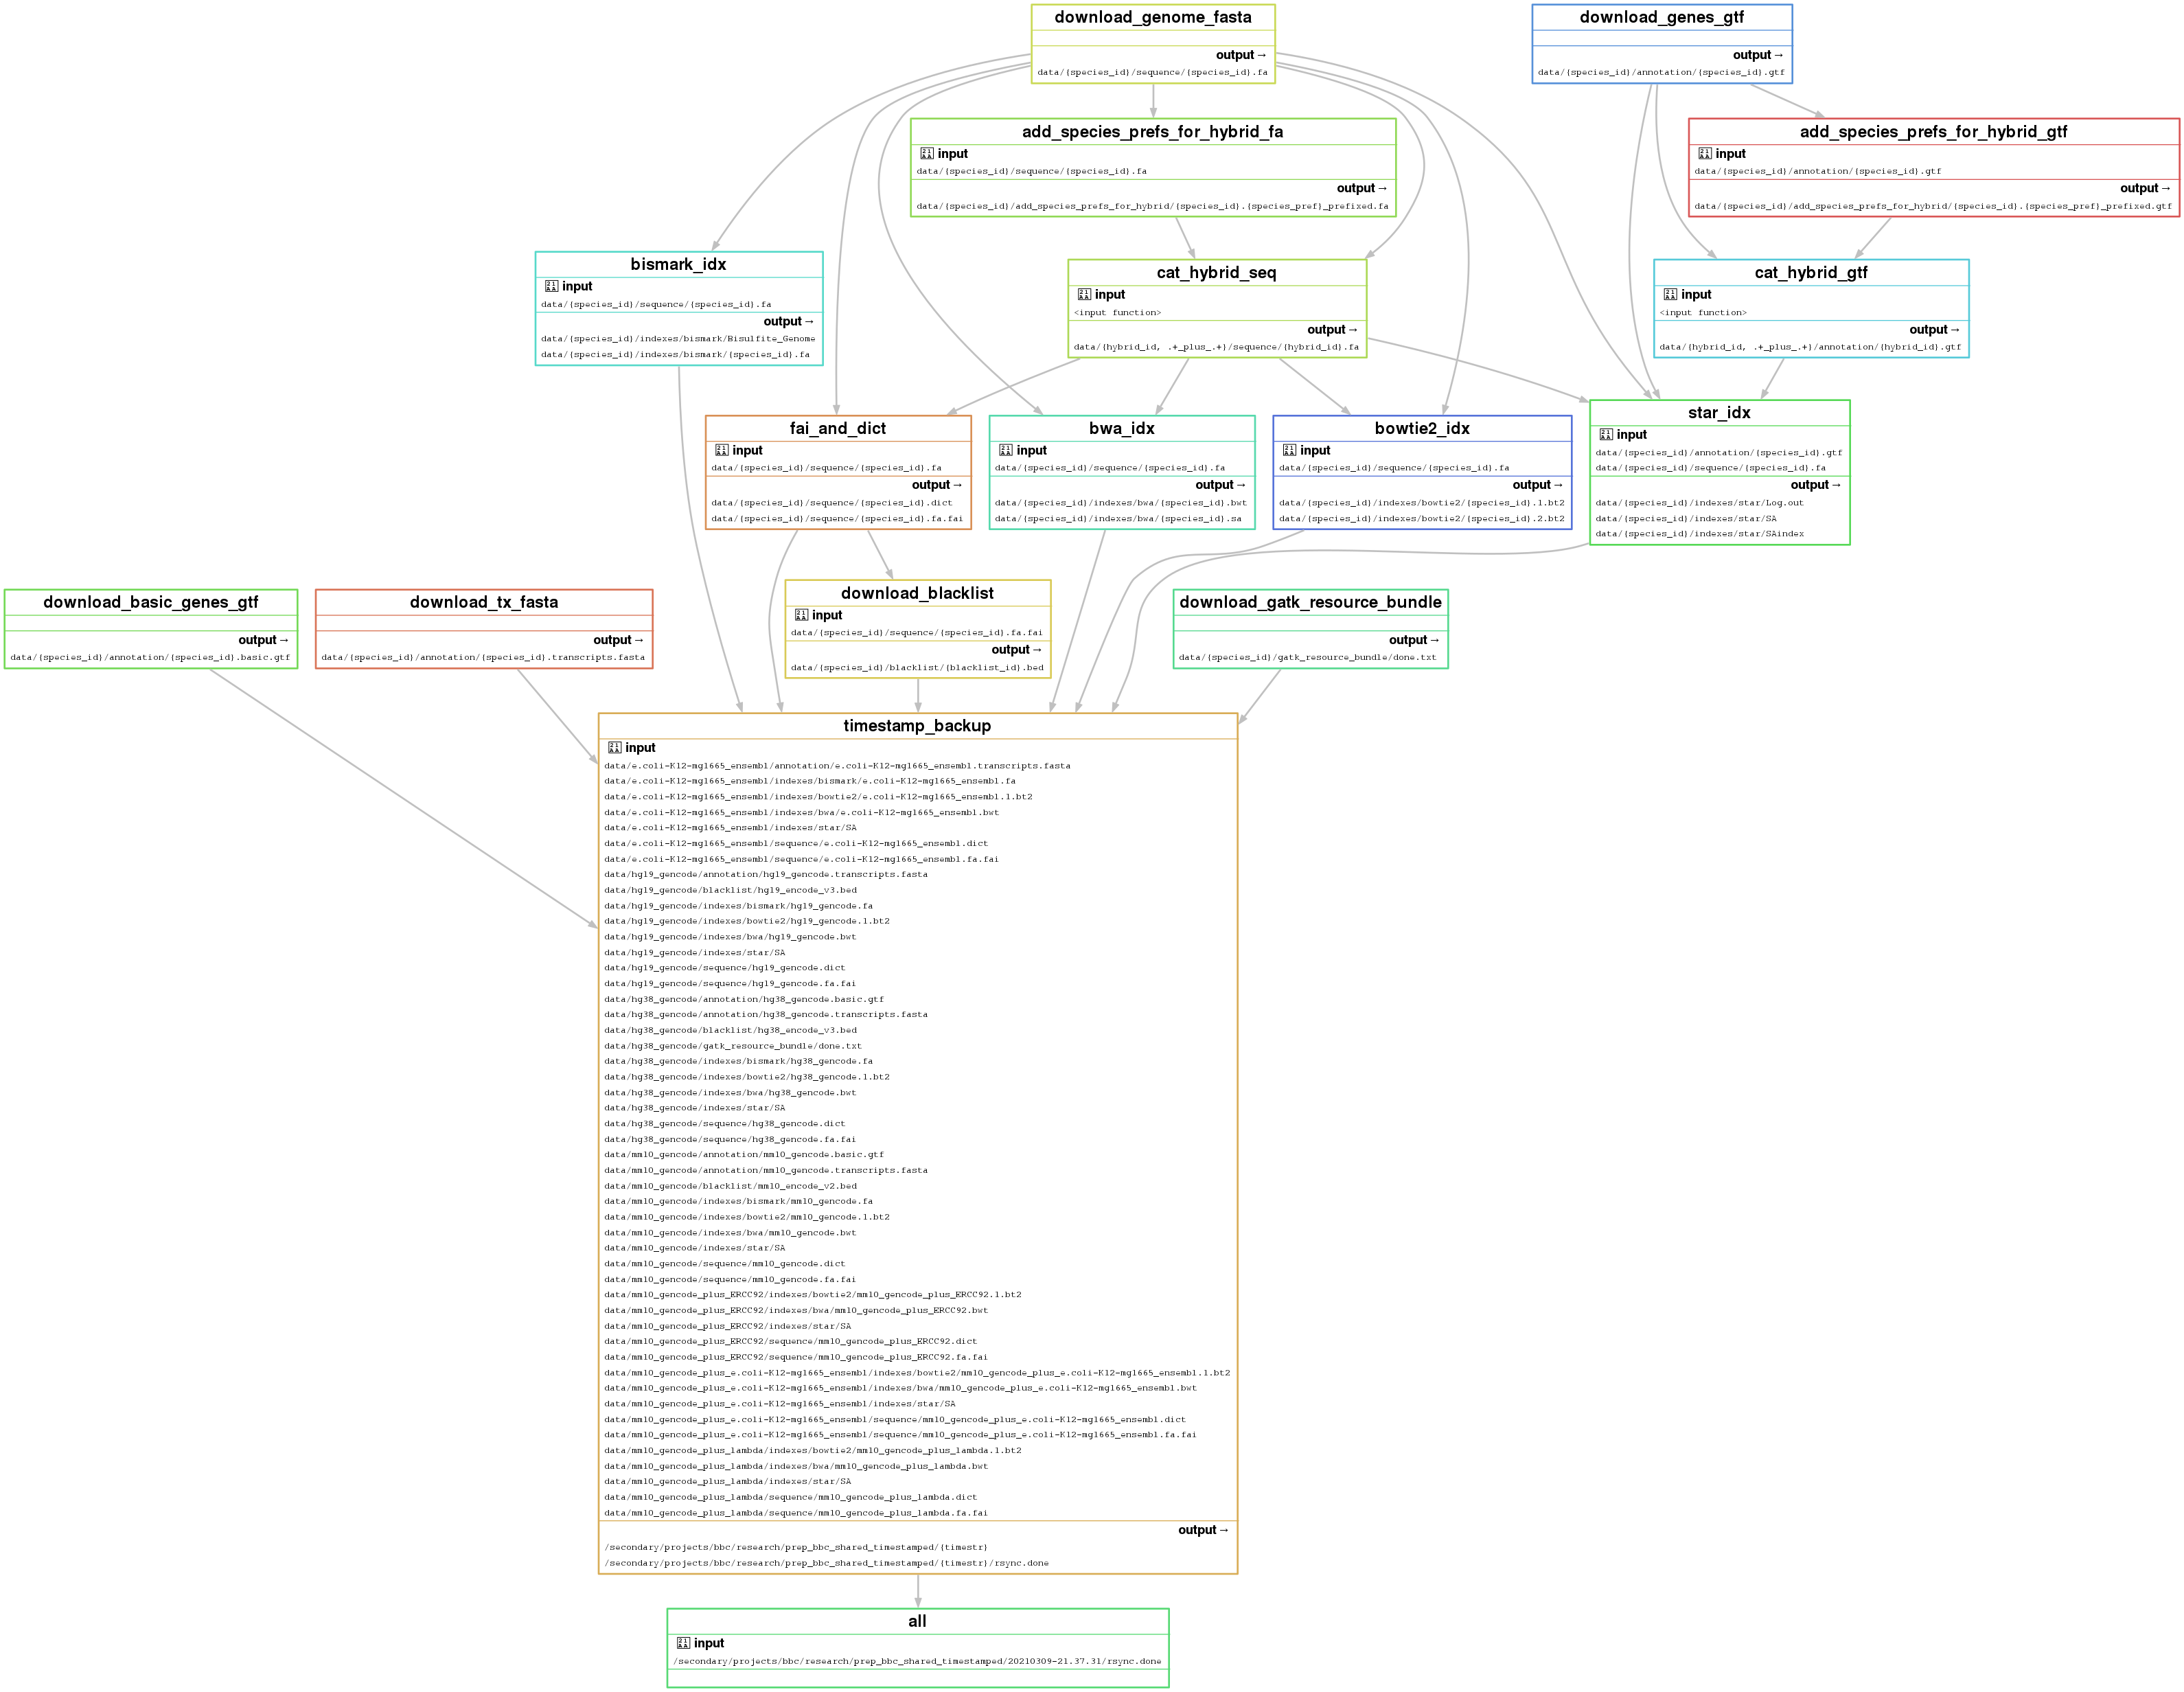 download_genome_fasta
output →
data/{species_id}/sequence/{species_id}.fa
download_genes_gtf
output →
data/{species_id}/annotation/{species_id}.gtf
add_species_prefs_for_hybrid_fa
input
data/{species_id}/sequence/{species_id}.fa
output →
data/{species_id}/add_species_prefs_for_hybrid/{species_id}.{species_pref}_prefixed.fa
add_species_prefs_for_hybrid_gtf
input
data/{species_id}/annotation/{species_id}.gtf
output →
data/{species_id}/add_species_prefs_for_hybrid/{species_id}.{species_pref}_prefixed.gtf
bismark_idx
input
data/{species_id}/sequence/{species_id}.fa
output →
data/{species_id}/indexes/bismark/Bisulfite_Genome
data/{species_id}/indexes/bismark/{species_id}.fa
cat_hybrid_seq
input
<input function>
output →
data/{hybrid_id, .+_plus_.+}/sequence/{hybrid_id}.fa
cat_hybrid_gtf
input
<input function>
output →
data/{hybrid_id, .+_plus_.+}/annotation/{hybrid_id}.gtf
fai_and_dict
input
data/{species_id}/sequence/{species_id}.fa
output →
data/{species_id}/sequence/{species_id}.dict
data/{species_id}/sequence/{species_id}.fa.fai
bwa_idx
input
data/{species_id}/sequence/{species_id}.fa
output →
data/{species_id}/indexes/bwa/{species_id}.bwt
data/{species_id}/indexes/bwa/{species_id}.sa
bowtie2_idx
input
data/{species_id}/sequence/{species_id}.fa
output →
data/{species_id}/indexes/bowtie2/{species_id}.1.bt2
data/{species_id}/indexes/bowtie2/{species_id}.2.bt2
star_idx
input
data/{species_id}/annotation/{species_id}.gtf
data/{species_id}/sequence/{species_id}.fa
output →
data/{species_id}/indexes/star/Log.out
data/{species_id}/indexes/star/SA
data/{species_id}/indexes/star/SAindex
download_basic_genes_gtf
output →
data/{species_id}/annotation/{species_id}.basic.gtf
download_tx_fasta
output →
data/{species_id}/annotation/{species_id}.transcripts.fasta
download_blacklist
input
data/{species_id}/sequence/{species_id}.fa.fai
output →
data/{species_id}/blacklist/{blacklist_id}.bed
download_gatk_resource_bundle
output →
data/{species_id}/gatk_resource_bundle/done.txt
timestamp_backup
input
data/e.coli-K12-mg1665_ensembl/annotation/e.coli-K12-mg1665_ensembl.transcripts.fasta
data/e.coli-K12-mg1665_ensembl/indexes/bismark/e.coli-K12-mg1665_ensembl.fa
data/e.coli-K12-mg1665_ensembl/indexes/bowtie2/e.coli-K12-mg1665_ensembl.1.bt2
data/e.coli-K12-mg1665_ensembl/indexes/bwa/e.coli-K12-mg1665_ensembl.bwt
data/e.coli-K12-mg1665_ensembl/indexes/star/SA
data/e.coli-K12-mg1665_ensembl/sequence/e.coli-K12-mg1665_ensembl.dict
data/e.coli-K12-mg1665_ensembl/sequence/e.coli-K12-mg1665_ensembl.fa.fai
data/hg19_gencode/annotation/hg19_gencode.transcripts.fasta
data/hg19_gencode/blacklist/hg19_encode_v3.bed
data/hg19_gencode/indexes/bismark/hg19_gencode.fa
data/hg19_gencode/indexes/bowtie2/hg19_gencode.1.bt2
data/hg19_gencode/indexes/bwa/hg19_gencode.bwt
data/hg19_gencode/indexes/star/SA
data/hg19_gencode/sequence/hg19_gencode.dict
data/hg19_gencode/sequence/hg19_gencode.fa.fai
data/hg38_gencode/annotation/hg38_gencode.basic.gtf
data/hg38_gencode/annotation/hg38_gencode.transcripts.fasta
data/hg38_gencode/blacklist/hg38_encode_v3.bed
data/hg38_gencode/gatk_resource_bundle/done.txt
data/hg38_gencode/indexes/bismark/hg38_gencode.fa
data/hg38_gencode/indexes/bowtie2/hg38_gencode.1.bt2
data/hg38_gencode/indexes/bwa/hg38_gencode.bwt
data/hg38_gencode/indexes/star/SA
data/hg38_gencode/sequence/hg38_gencode.dict
data/hg38_gencode/sequence/hg38_gencode.fa.fai
data/mm10_gencode/annotation/mm10_gencode.basic.gtf
data/mm10_gencode/annotation/mm10_gencode.transcripts.fasta
data/mm10_gencode/blacklist/mm10_encode_v2.bed
data/mm10_gencode/indexes/bismark/mm10_gencode.fa
data/mm10_gencode/indexes/bowtie2/mm10_gencode.1.bt2
data/mm10_gencode/indexes/bwa/mm10_gencode.bwt
data/mm10_gencode/indexes/star/SA
data/mm10_gencode/sequence/mm10_gencode.dict
data/mm10_gencode/sequence/mm10_gencode.fa.fai
data/mm10_gencode_plus_ERCC92/indexes/bowtie2/mm10_gencode_plus_ERCC92.1.bt2
data/mm10_gencode_plus_ERCC92/indexes/bwa/mm10_gencode_plus_ERCC92.bwt
data/mm10_gencode_plus_ERCC92/indexes/star/SA
data/mm10_gencode_plus_ERCC92/sequence/mm10_gencode_plus_ERCC92.dict
data/mm10_gencode_plus_ERCC92/sequence/mm10_gencode_plus_ERCC92.fa.fai
data/mm10_gencode_plus_e.coli-K12-mg1665_ensembl/indexes/bowtie2/mm10_gencode_plus_e.coli-K12-mg1665_ensembl.1.bt2
data/mm10_gencode_plus_e.coli-K12-mg1665_ensembl/indexes/bwa/mm10_gencode_plus_e.coli-K12-mg1665_ensembl.bwt
data/mm10_gencode_plus_e.coli-K12-mg1665_ensembl/indexes/star/SA
data/mm10_gencode_plus_e.coli-K12-mg1665_ensembl/sequence/mm10_gencode_plus_e.coli-K12-mg1665_ensembl.dict
data/mm10_gencode_plus_e.coli-K12-mg1665_ensembl/sequence/mm10_gencode_plus_e.coli-K12-mg1665_ensembl.fa.fai
data/mm10_gencode_plus_lambda/indexes/bowtie2/mm10_gencode_plus_lambda.1.bt2
data/mm10_gencode_plus_lambda/indexes/bwa/mm10_gencode_plus_lambda.bwt
data/mm10_gencode_plus_lambda/indexes/star/SA
data/mm10_gencode_plus_lambda/sequence/mm10_gencode_plus_lambda.dict
data/mm10_gencode_plus_lambda/sequence/mm10_gencode_plus_lambda.fa.fai
output →
/secondary/projects/bbc/research/prep_bbc_shared_timestamped/{timestr}
/secondary/projects/bbc/research/prep_bbc_shared_timestamped/{timestr}/rsync.done
all
input
/secondary/projects/bbc/research/prep_bbc_shared_timestamped/20210309-21.37.31/rsync.done